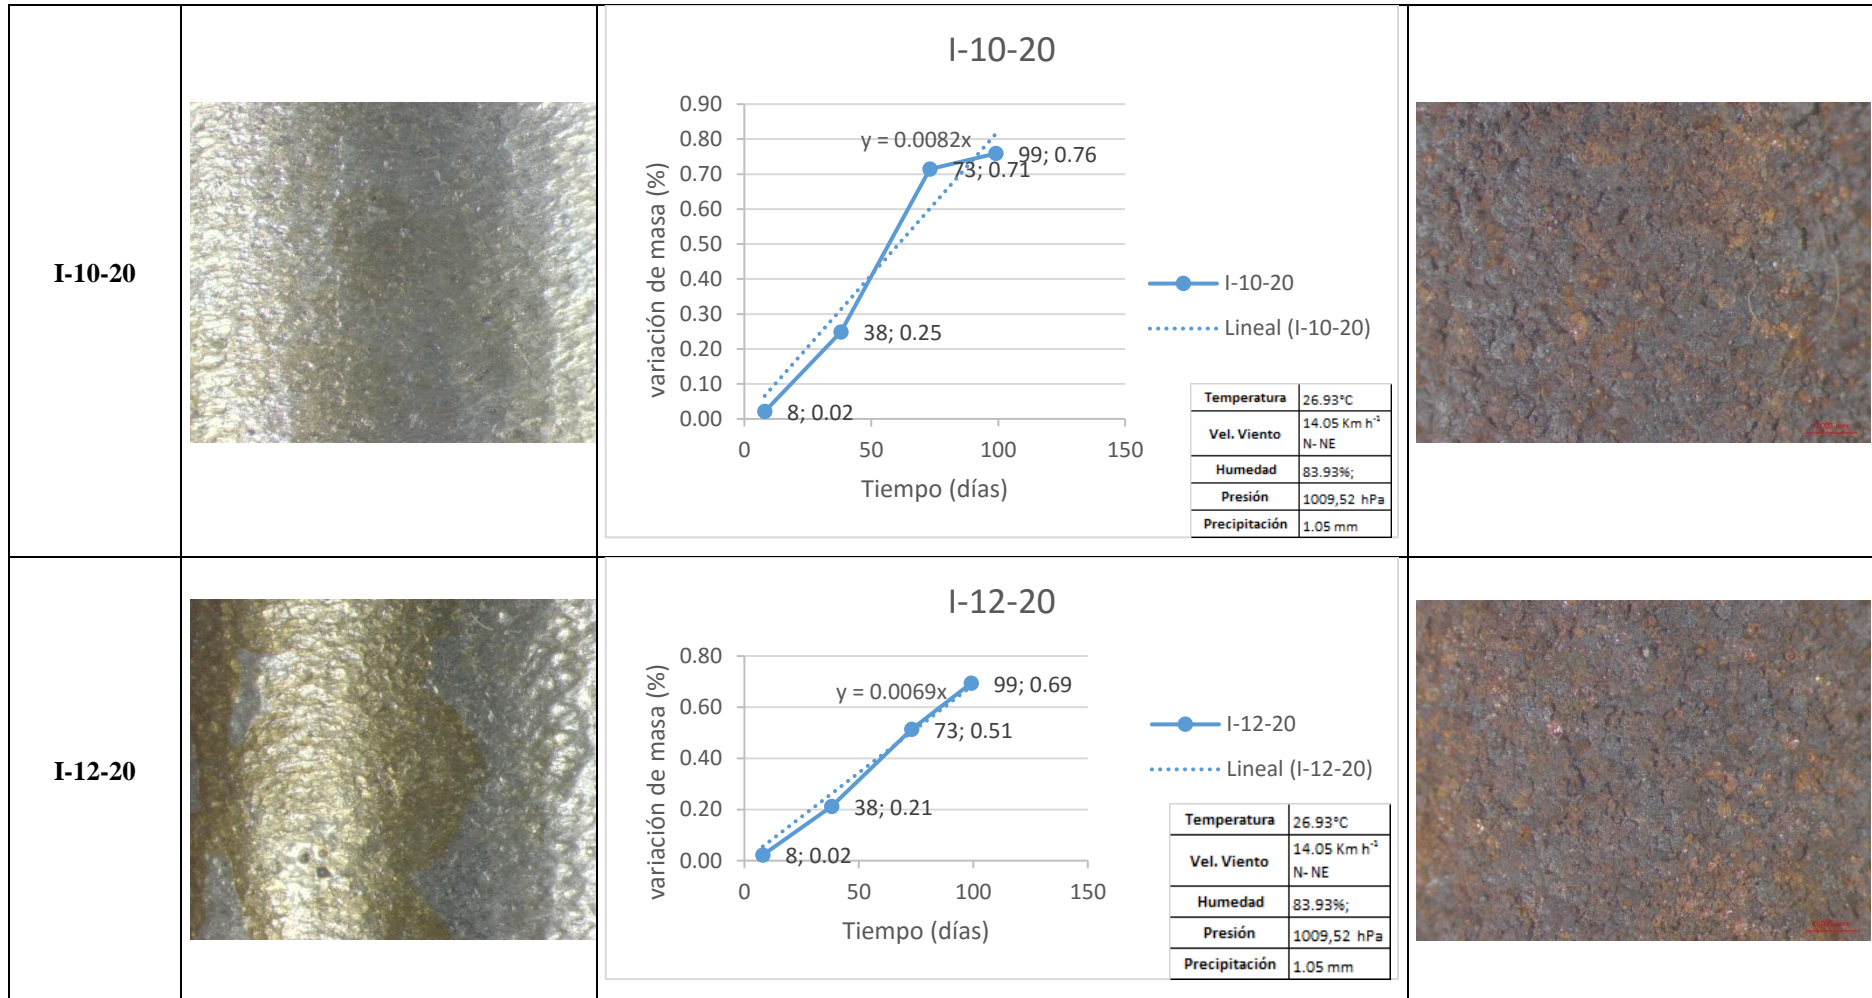 I-10-20
I-10-20
0.90
0.80
0.70
0.60
0.50
0.40
0.30
0.20
0.10
0.00
variación de masa (%)
y = 0.0082x
99; 0.76
73; 0.71
38; 0.25
8; 0.02
0
50
100
150
Tiempo (días)
I-10-20
Lineal (I-10-20)
Temperatura 26.93°C
Vel. Viento 14.05 Km h⁻¹
N- NE
Humedad 83.93%;
Presión 1009,52 hPa
Precipitación 1.05 mm
I-12-20
I-12-20
0.80
0.60
0.40
0.20
0.00
variación de masa (%)
y = 0.0069x
99; 0.69
73; 0.51
38; 0.21
8; 0.02
0
50
100
150
Tiempo (días)
I-12-20
Lineal (I-12-20)
Temperatura 26.93°C
Vel. Viento 14.05 Km h⁻¹
N- NE
Humedad 83.93%;
Presión 1009,52 hPa
Precipitación 1.05 mm